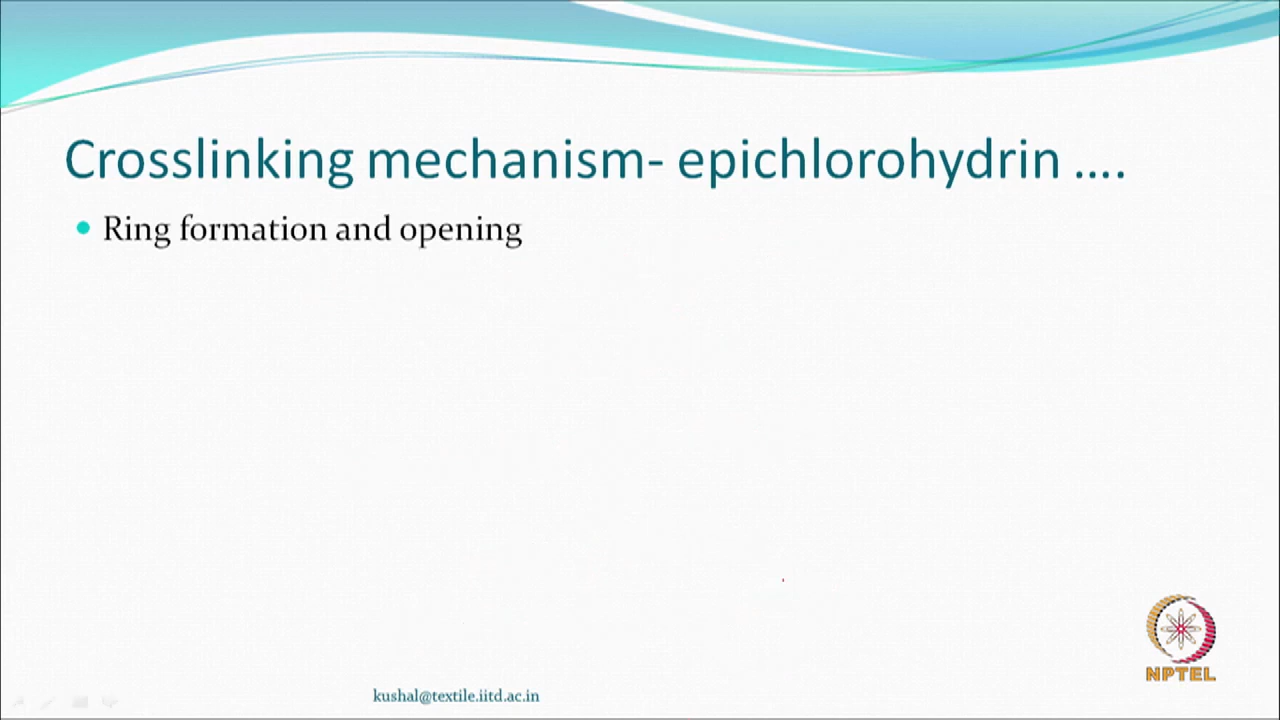 Crosslinking mechanism- epichlorohydrin ....
Ring formation and opening
NPTEL
kushal@textile.iitd.ac.in